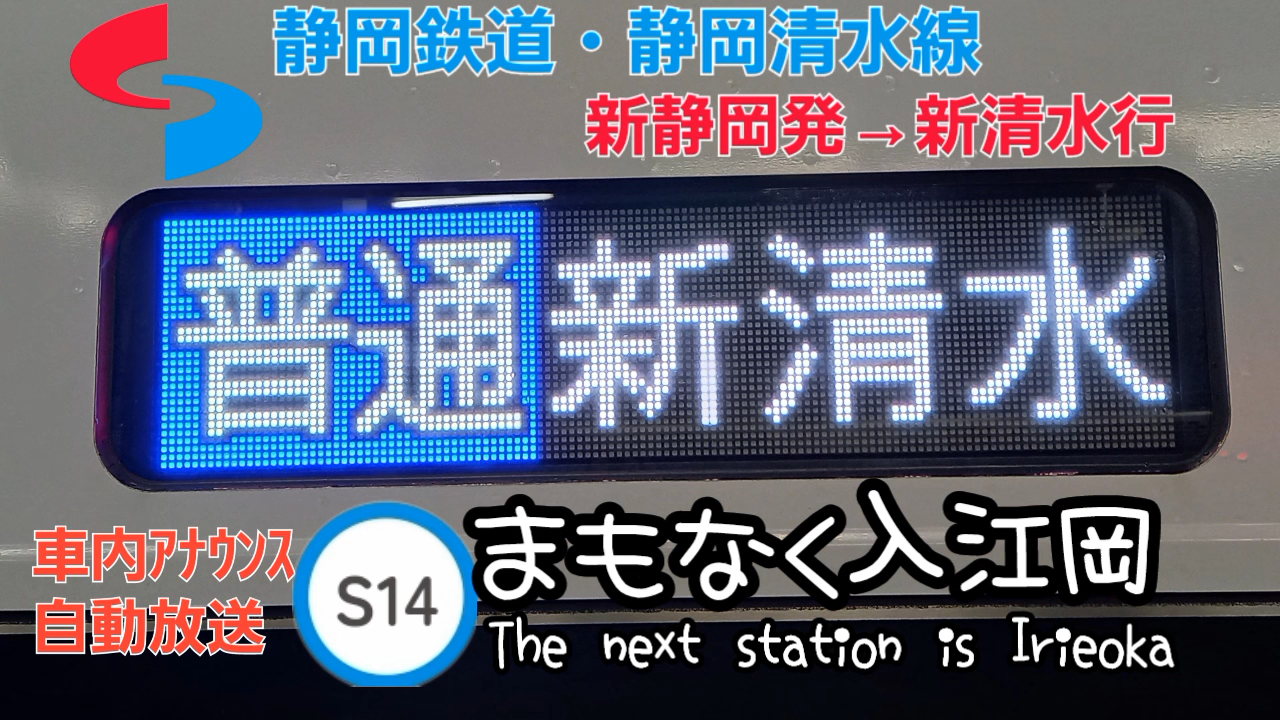 静岡鉄道・静岡清水線
新静岡発→新清水行
普通新清水
車内ｱﾅｳﾝｽ
自動放送
S14
まもなく入江岡
The next station is Irieoka